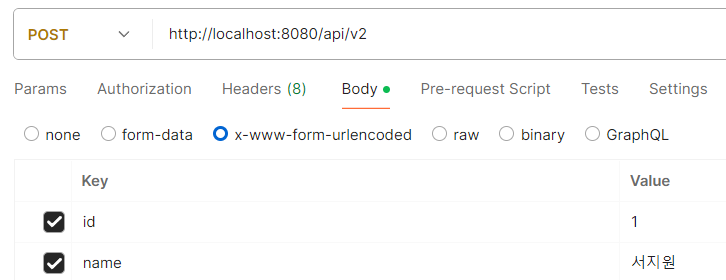 POST http://localhost:8080/api/v2
Params Authorization Headers (8) Body Pre-request Script Tests Settings
none form-data x-www-form-urlencoded raw binary GraphQL
Key Value
id 1
name 서지원